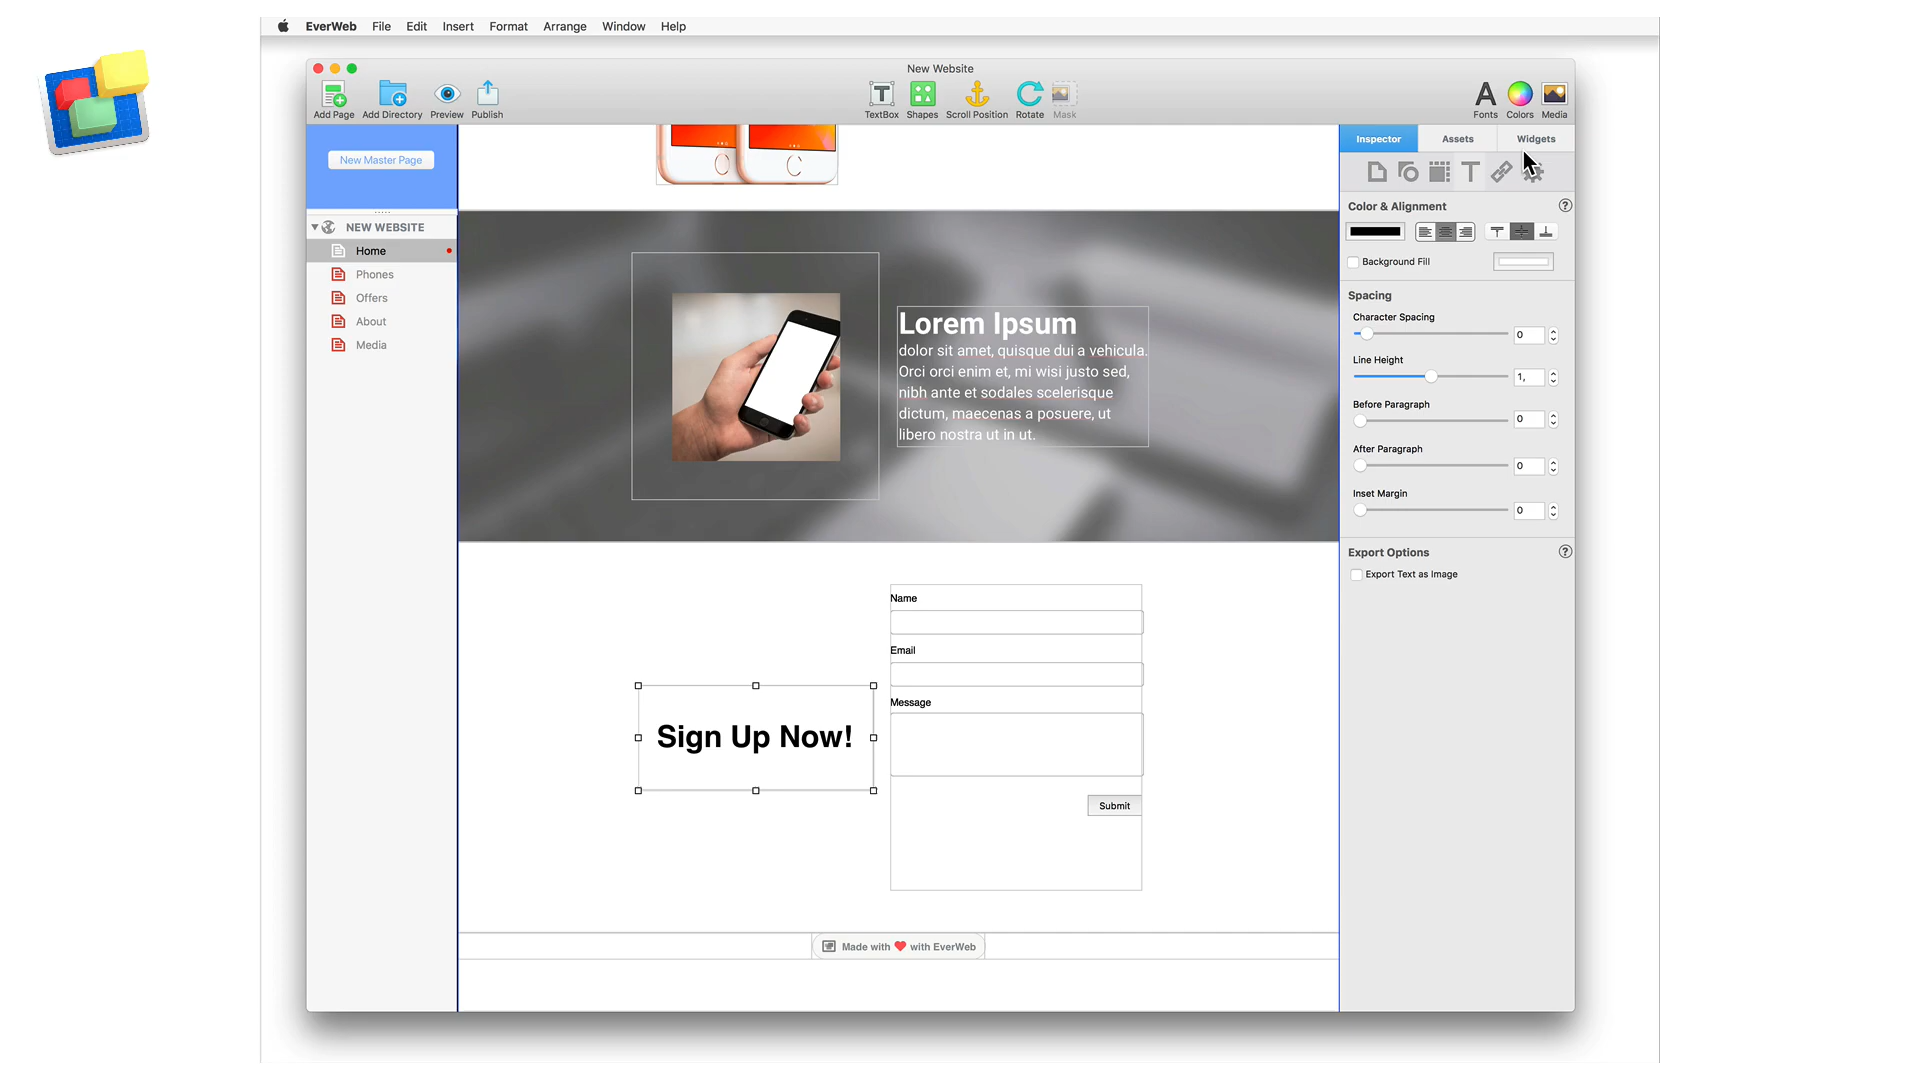 EverWeb File Edit Insert Format Arrange Window Help
New Website
Add Page Add Directory Preview Publish
TextBox Shapes Scroll Position Rotate Mask
Fonts Colors Media
New Master Page
NEW WEBSITE
Home
Phones
Offers
About
Media
Lorem Ipsum
dolor sit amet, quisque dui a vehicula.
Orci orci enim et, mi wisi justo sed,
nibh ante et sodales scelerisque
dictum, maecenas a posuere, ut
libero nostra ut in ut.
Sign Up Now!
Name
Email
Message
Submit
Made with ❤ with EverWeb
Inspector Assets Widgets
Color & Alignment ?
Background Fill
Spacing
Character Spacing
0
Line Height
1,
Before Paragraph
0
After Paragraph
0
Inset Margin
0
Export Options ?
Export Text as Image